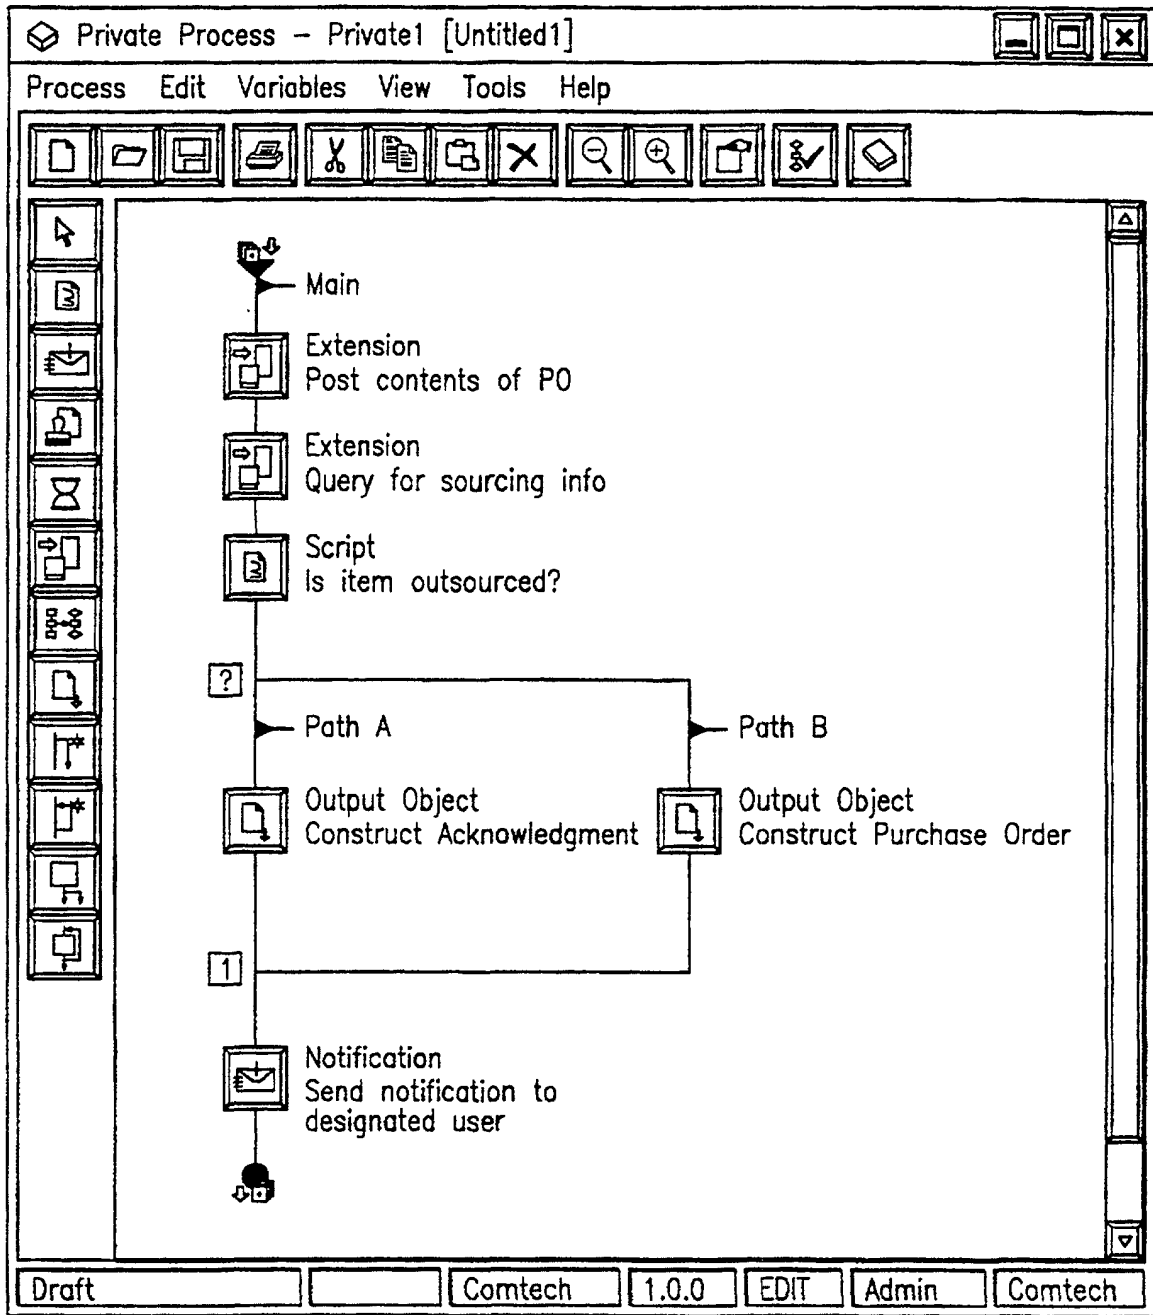 Private Process – Private1 [Untitled1]
Process Edit Variables View Tools Help
Main
Extension
Post contents of PO
Extension
Query for sourcing info
Script
Is item outsourced?
?
Path A
Path B
Output Object
Construct Acknowledgment
Output Object
Construct Purchase Order
1
Notification
Send notification to
designated user
Draft Comtech 1.0.0 EDIT Admin Comtech